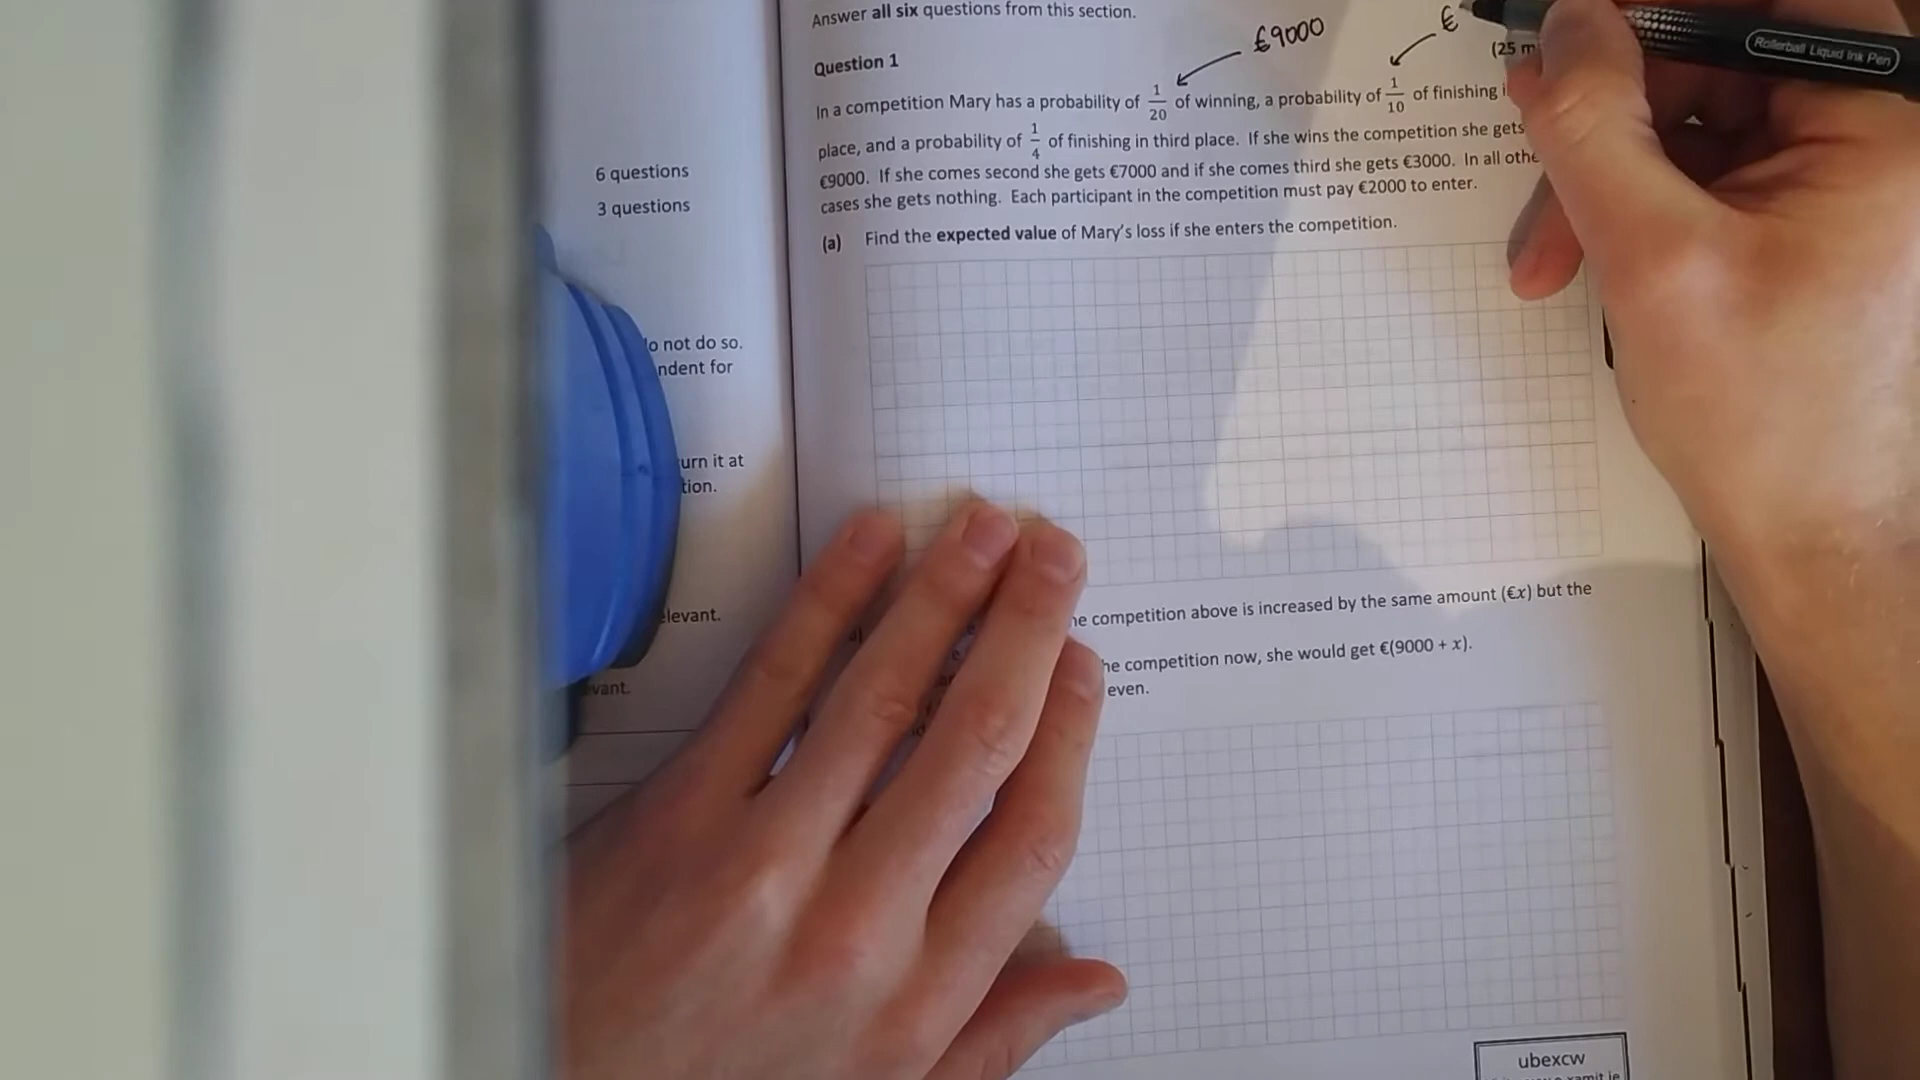 6 questions
3 questions
o not do so.
ndent for
urn it at
tion.
elevant.
vant.
Answer all six questions from this section.
€9000
€
Question 1
(25 m
In a competition Mary has a probability of 1/20 of winning, a probability of 1/10 of finishing i
place, and a probability of 1/4 of finishing in third place. If she wins the competition she gets
€9000. If she comes second she gets €7000 and if she comes third she gets €3000. In all othe
cases she gets nothing. Each participant in the competition must pay €2000 to enter.
(a) Find the expected value of Mary's loss if she enters the competition.
he competition above is increased by the same amount (€x) but the
he competition now, she would get €(9000 + x).
even.
ubexcw
Rollerball Liquid Ink Pen